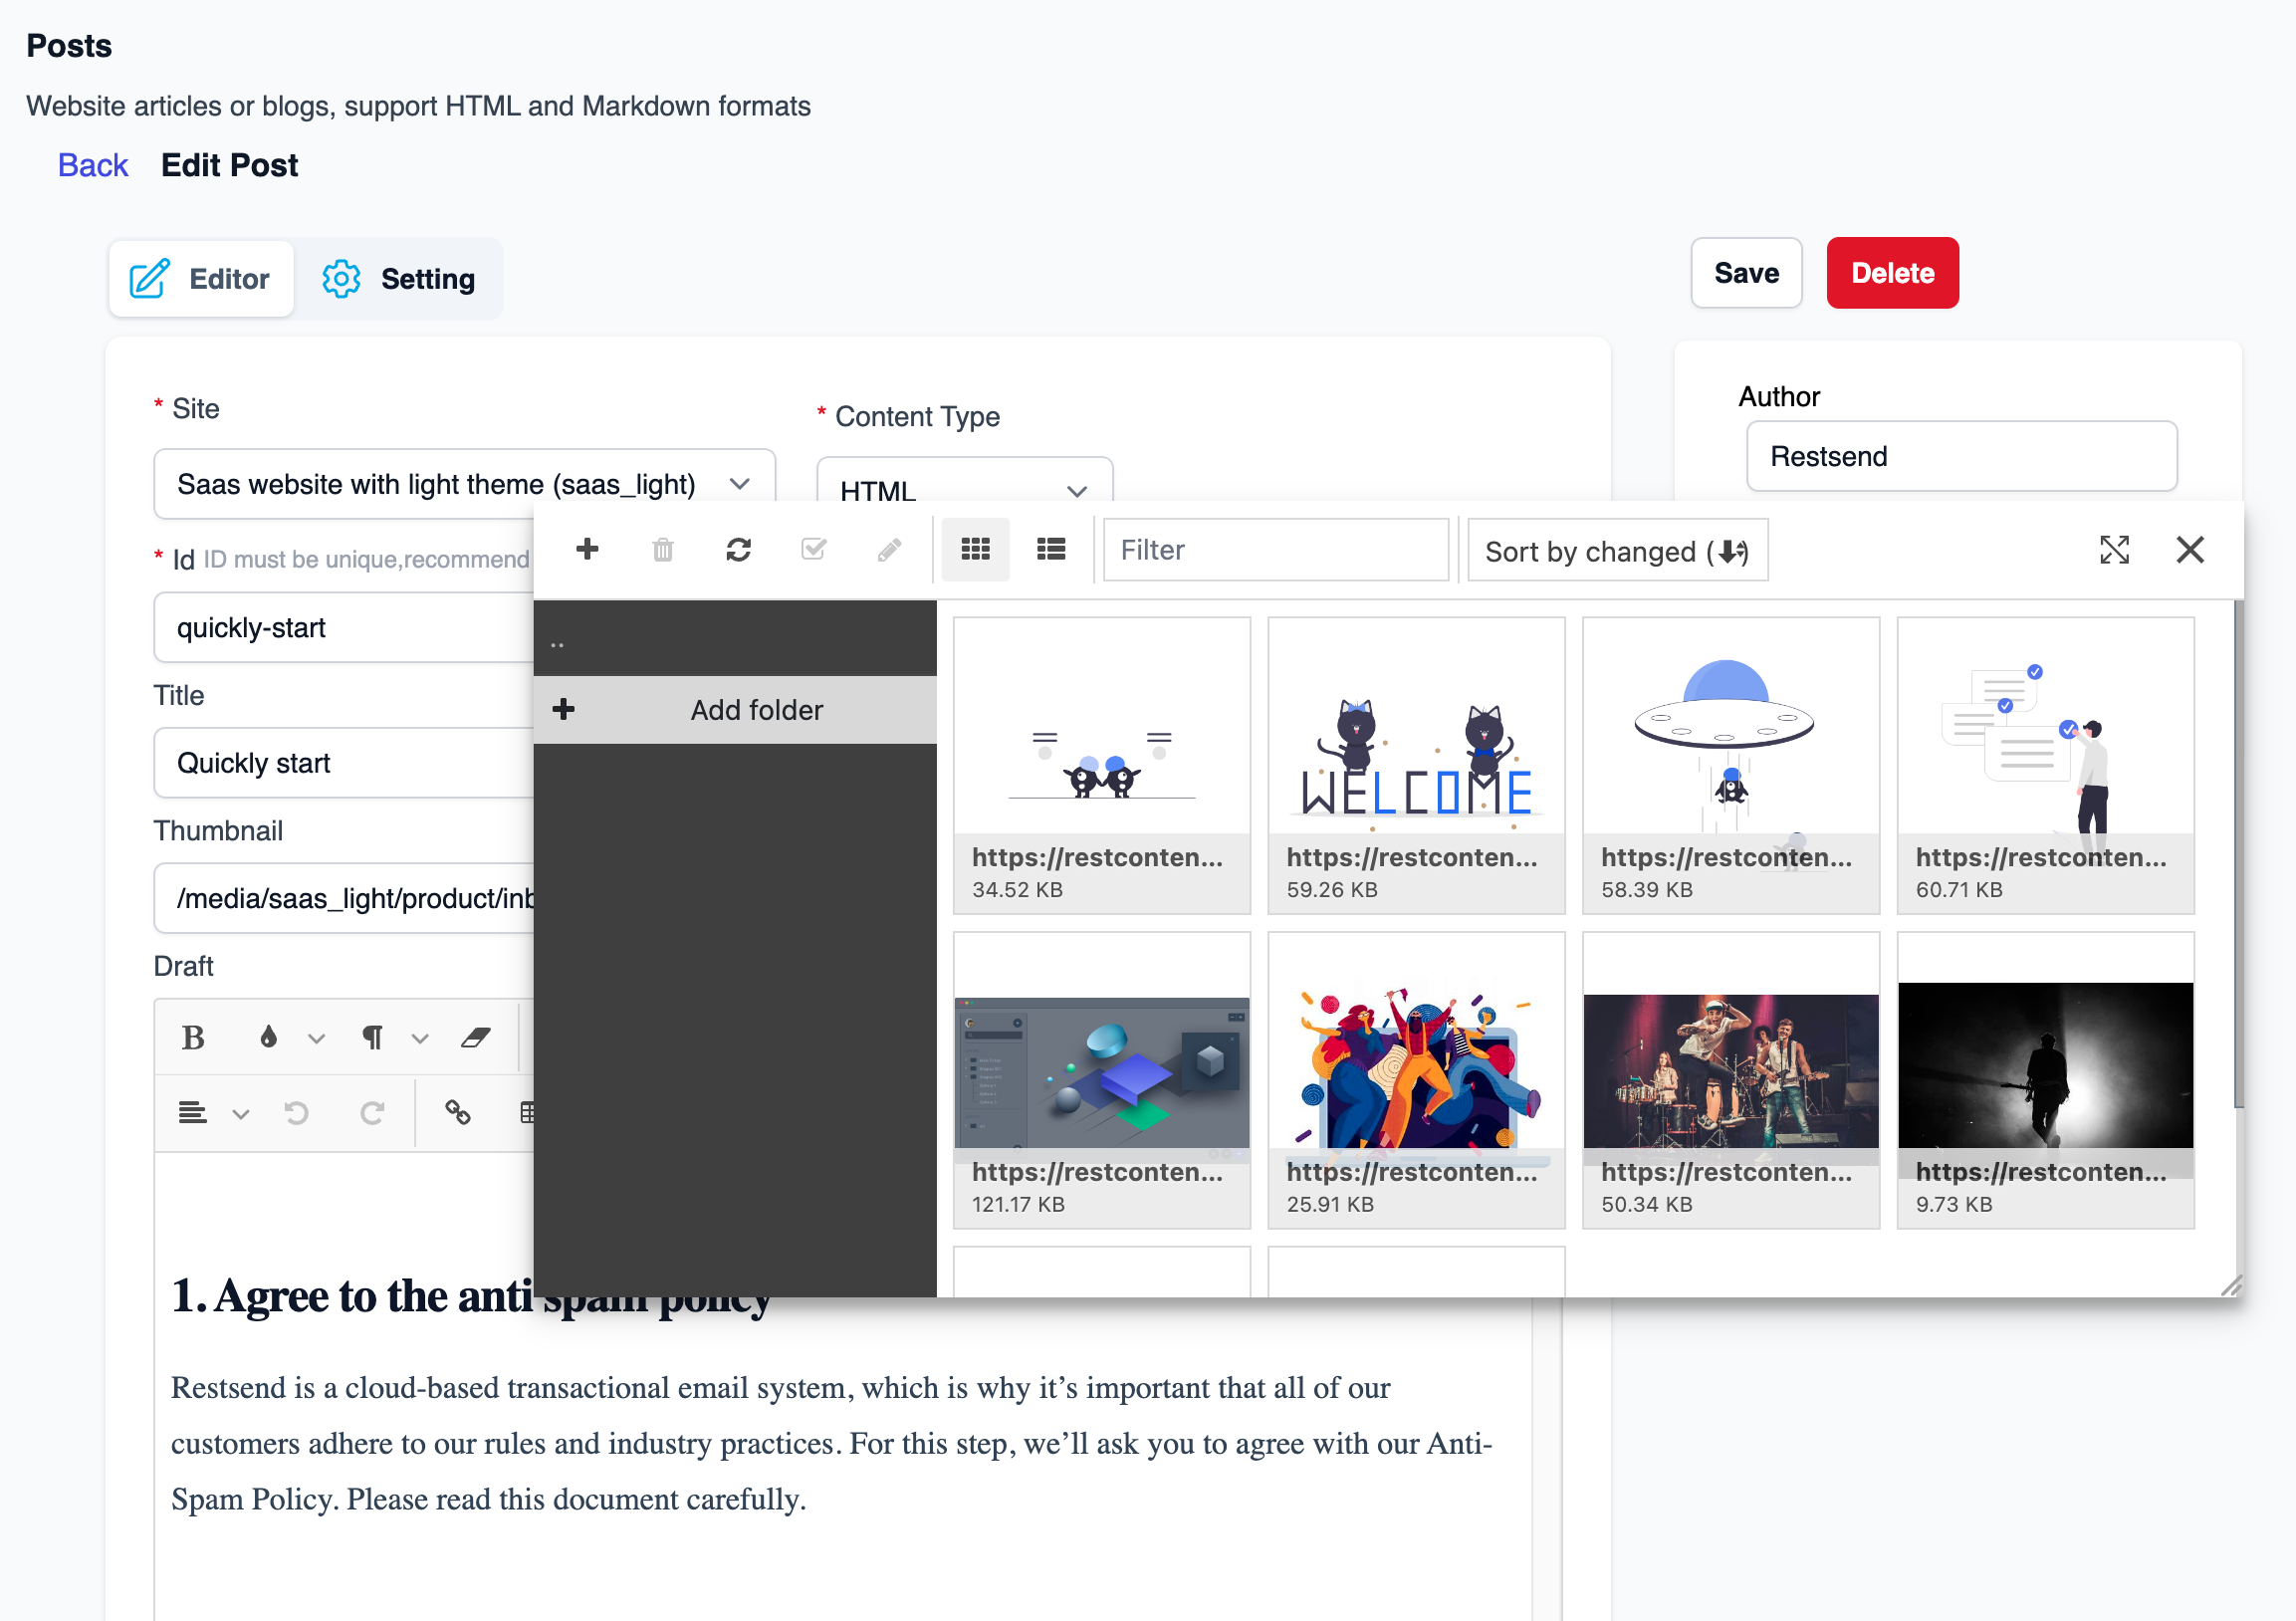 Posts
Website articles or blogs, support HTML and Markdown formats
Back Edit Post
Editor Setting
Save Delete
* Site
Saas website with light theme (saas_light)
* Content Type
HTML
Author
Restsend
* Id ID must be unique,recommend
quickly-start
Title
Quickly start
Thumbnail
/media/saas_light/product/inb
Draft
Filter
Sort by changed
..
Add folder
https://restconten...
34.52 KB
WELCOME
https://restconten...
59.26 KB
https://restconten...
58.39 KB
https://restconten...
60.71 KB
https://restconten...
121.17 KB
https://restconten...
25.91 KB
https://restconten...
50.34 KB
https://restconten...
9.73 KB
B
1. Agree to the anti spam policy
Restsend is a cloud-based transactional email system, which is why it’s important that all of our
customers adhere to our rules and industry practices. For this step, we’ll ask you to agree with our Anti-
Spam Policy. Please read this document carefully.